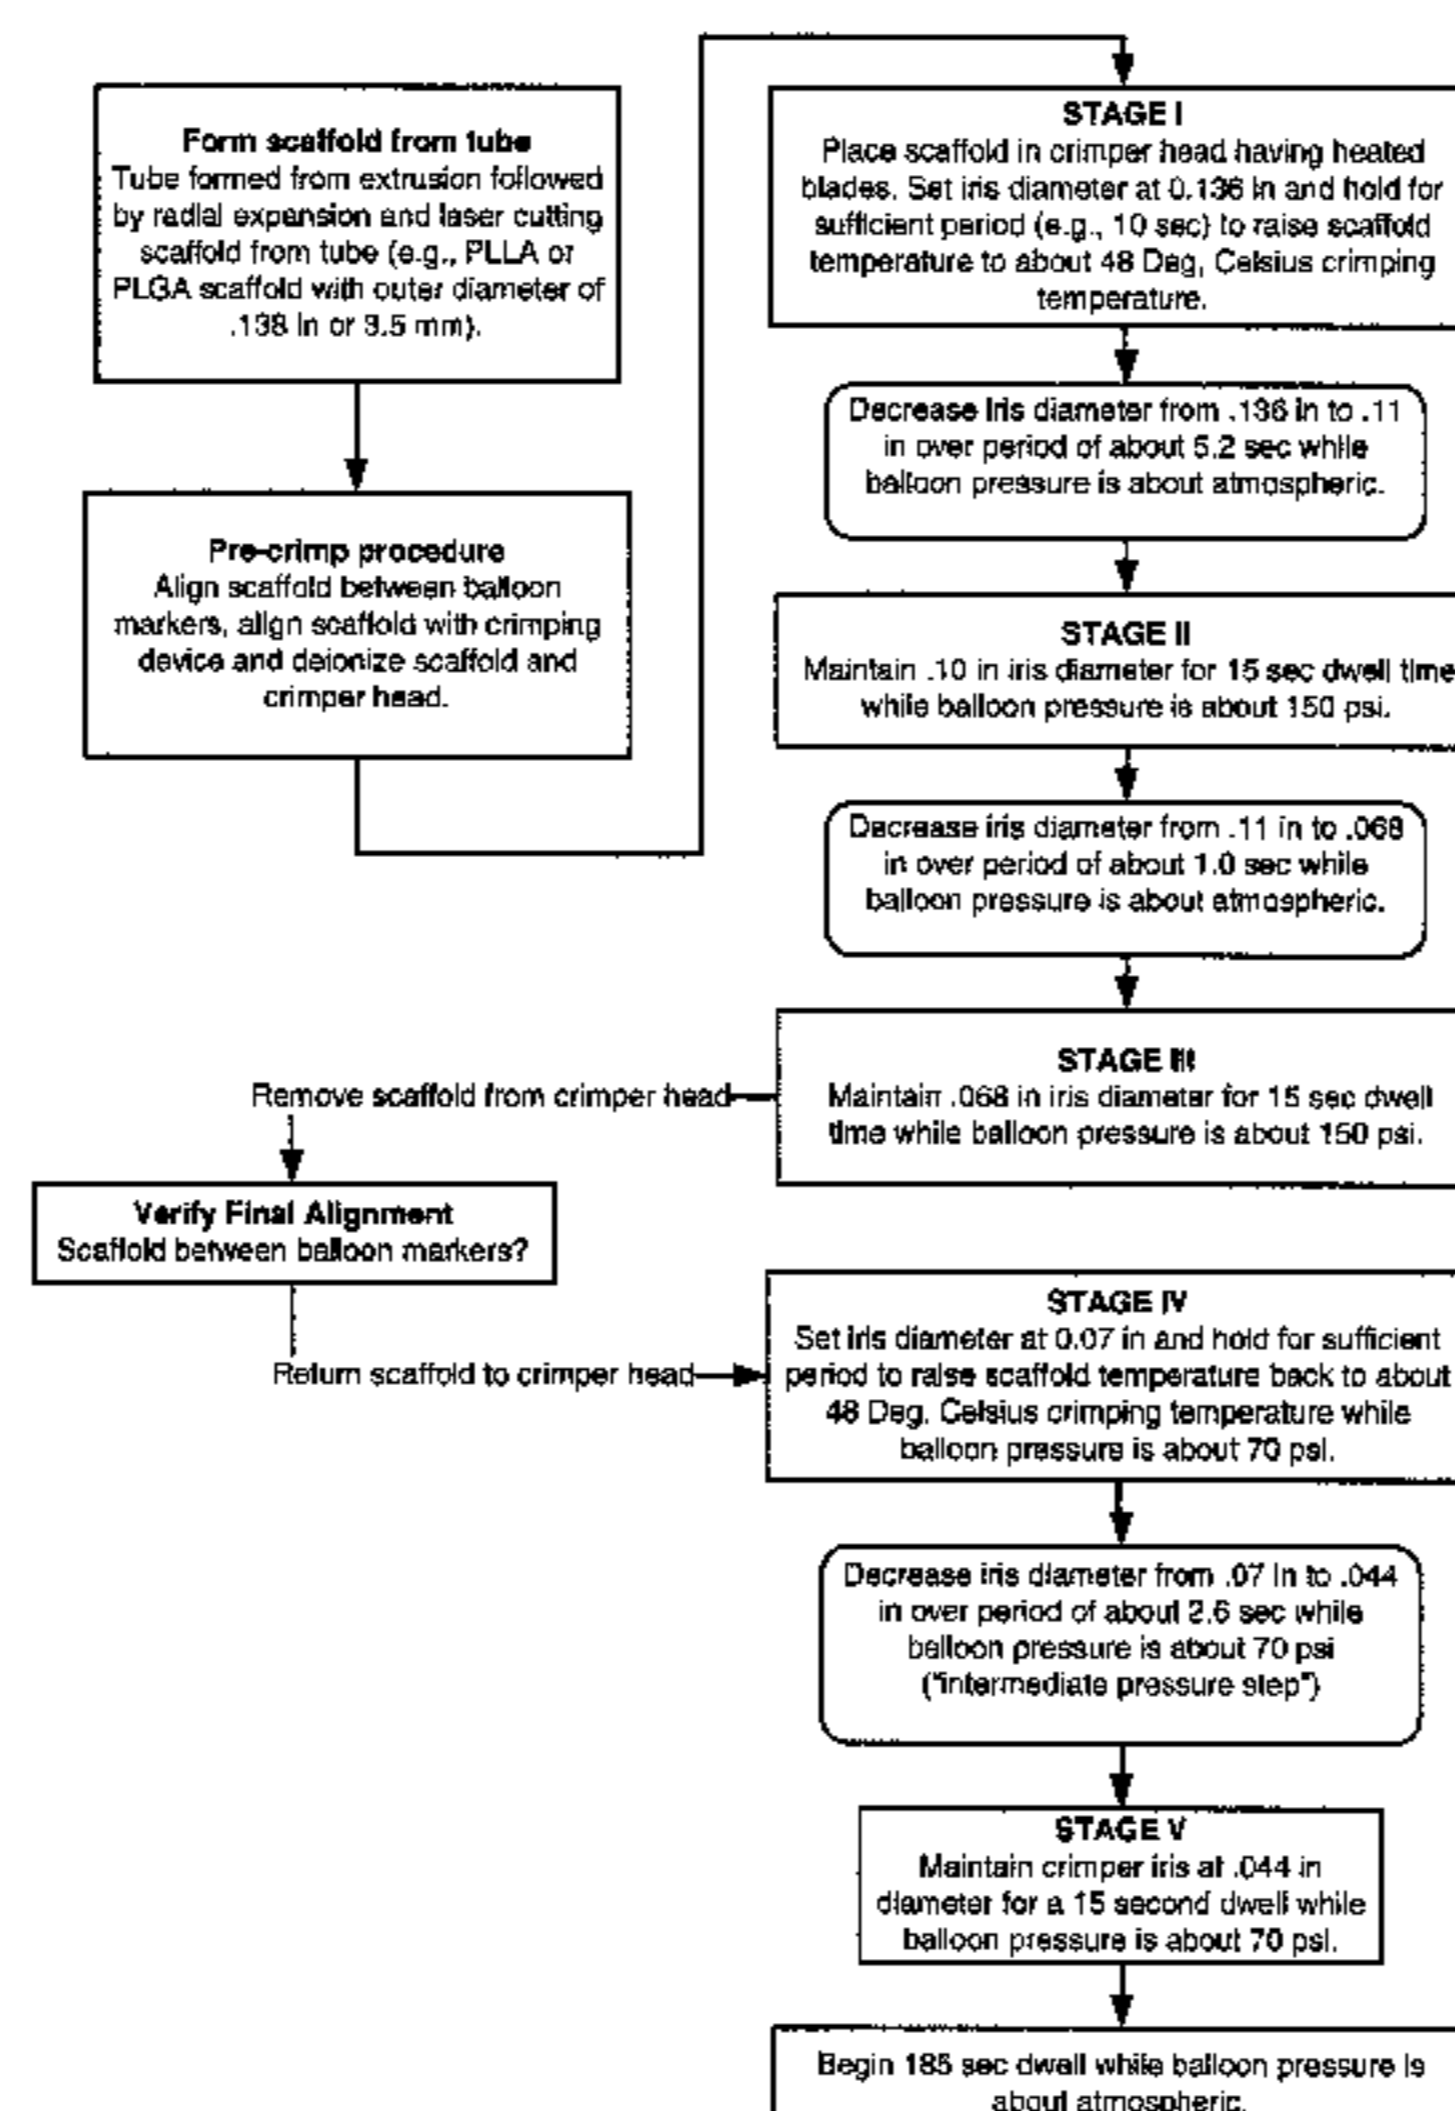 Form scaffold from tube
Tube formed from extrusion followed
by radial expansion and laser cutting
scaffold from tube (e.g., PLLA or
PLGA scaffold with outer diameter of
.138 in or 3.5 mm).
Pre-crimp procedure
Align scaffold between balloon
markers, align scaffold with crimping
device and deionize scaffold and
crimper head.
STAGE I
Place scaffold in crimper head having heated
blades. Set iris diameter at 0.136 in and hold for
sufficient period (e.g., 10 sec) to raise scaffold
temperature to about 48 Deg, Celsius crimping
temperature.
Decrease iris diameter from .136 in to .11
in over period of about 5.2 sec while
balloon pressure is about atmospheric.
STAGE II
Maintain .10 in iris diameter for 15 sec dwell time
while balloon pressure is about 150 psi.
Decrease iris diameter from .11 in to .068
in over period of about 1.0 sec while
balloon pressure is about atmospheric.
STAGE III
Maintain .068 in iris diameter for 15 sec dwell
time while balloon pressure is about 150 psi.
Remove scaffold from crimper head
Verify Final Alignment
Scaffold between balloon markers?
Return scaffold to crimper head
STAGE IV
Set iris diameter at 0.07 in and hold for sufficient
period to raise scaffold temperature back to about
48 Deg. Celsius crimping temperature while
balloon pressure is about 70 psi.
Decrease iris diameter from .07 in to .044
in over period of about 2.6 sec while
balloon pressure is about 70 psi
("intermediate pressure step")
STAGE V
Maintain crimper iris at .044 in
diameter for a 15 second dwell while
balloon pressure is about 70 psi.
Begin 185 sec dwell while balloon pressure is
about atmospheric.